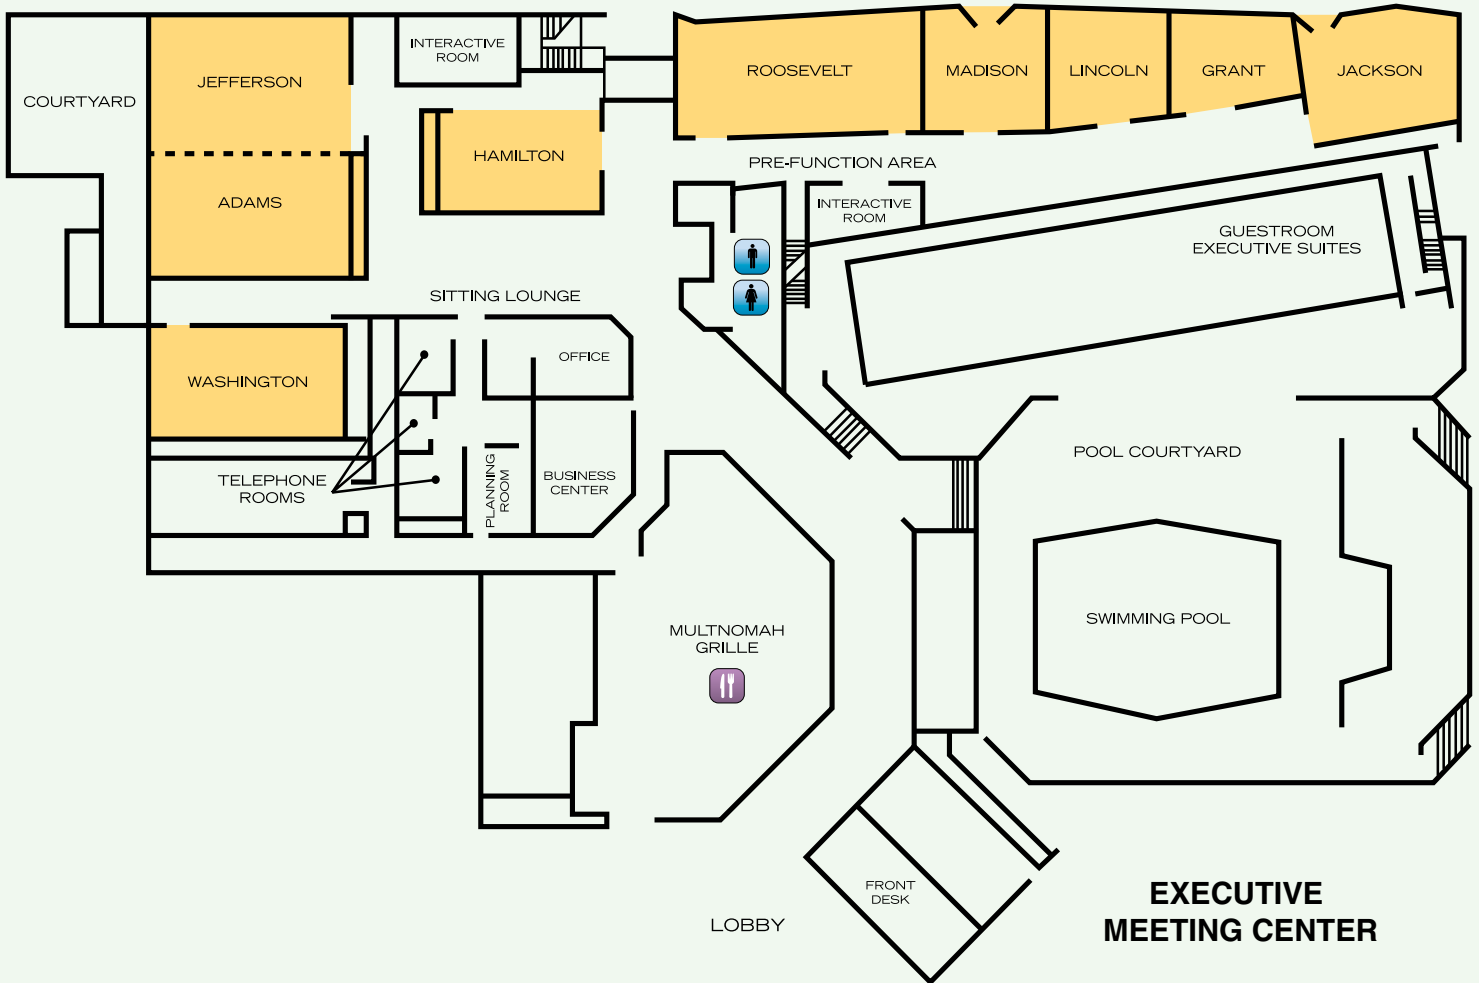 INTERACTIVE
ROOM
JEFFERSON
COURTYARD
ROOSEVELT
MADISON
LINCOLN
GRANT
JACKSON
HAMILTON
PRE-FUNCTION AREA
ADAMS
INTERACTIVE
ROOM
GUESTROOM
EXECUTIVE SUITES
SITTING LOUNGE
OFFICE
WASHINGTON
POOL COURTYARD
TELEPHONE
ROOMS
PLANNING
ROOM
BUSINESS
CENTER
SWIMMING POOL
MULTNOMAH
GRILLE
FRONT
DESK
LOBBY
EXECUTIVE
MEETING CENTER